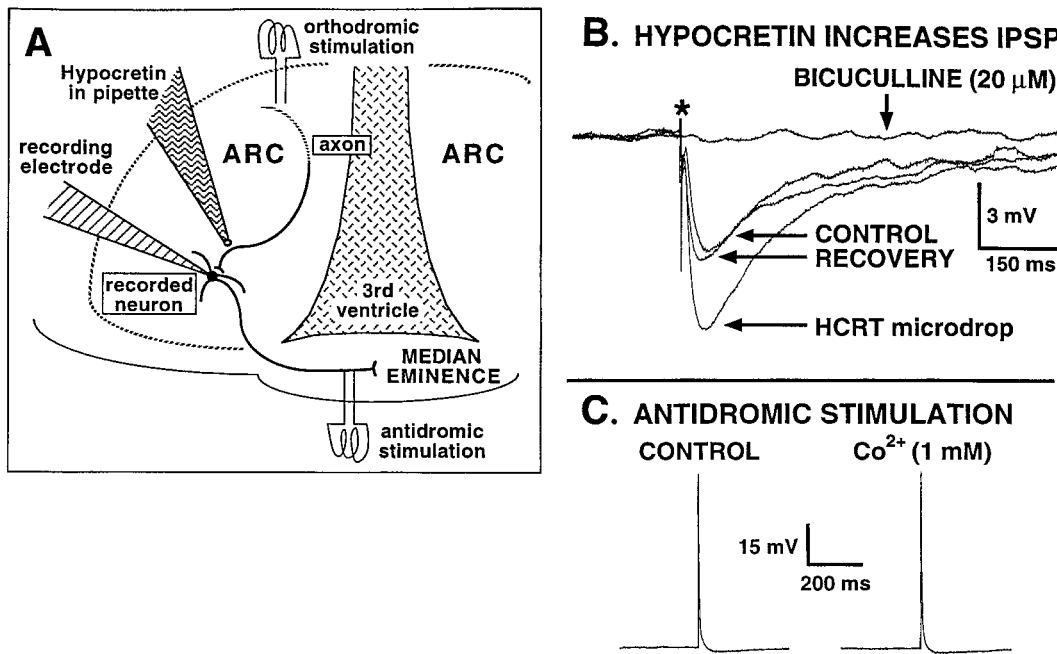 A
orthodromic
stimulation
Hypocretin
in pipette
recording
electrode
ARC
axon
ARC
recorded
neuron
3rd
ventricle
MEDIAN
EMINENCE
antidromic
stimulation
B. HYPOCRETIN INCREASES IPSP
BICUCULLINE (20 μM)
*
3 mV
150 ms
CONTROL
RECOVERY
HCRT microdrop
C. ANTIDROMIC STIMULATION
CONTROL
Co²⁺ (1 mM)
15 mV
200 ms